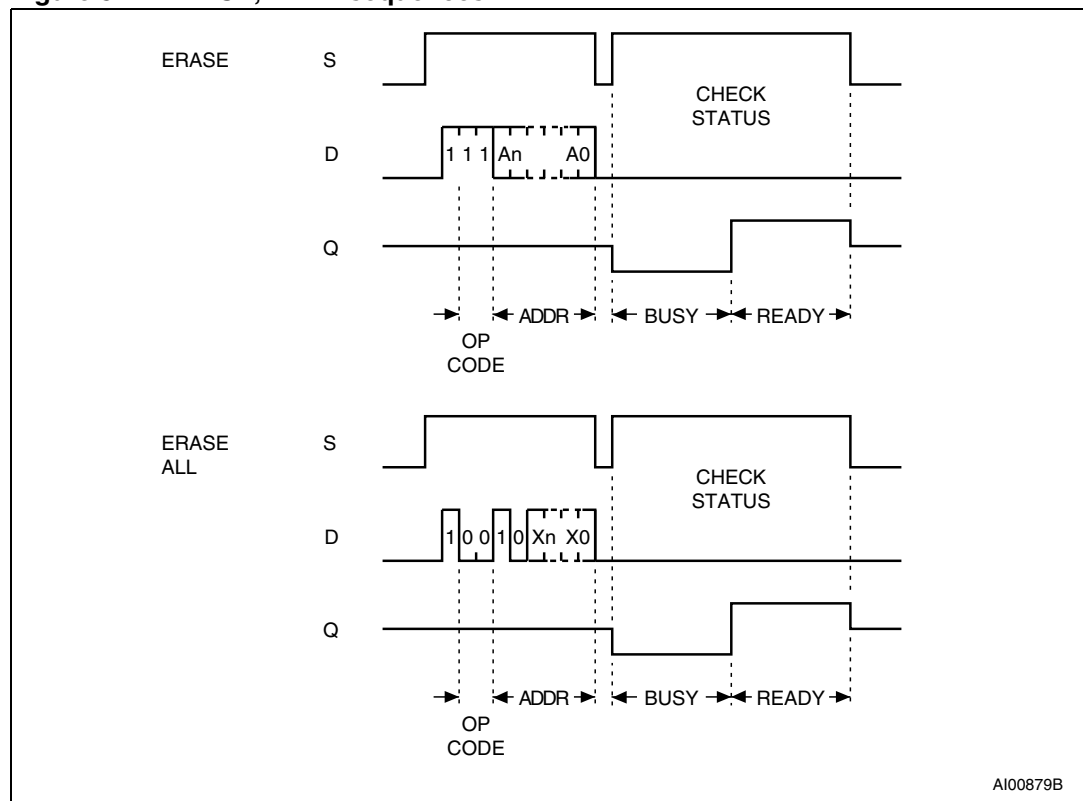 ERASE S
CHECK
STATUS
D 1 1 1 An A0
Q
ADDR BUSY READY
OP
CODE
ERASE
ALL S
CHECK
STATUS
D 1 0 0 1 0 Xn X0
Q
ADDR BUSY READY
OP
CODE
AI00879B